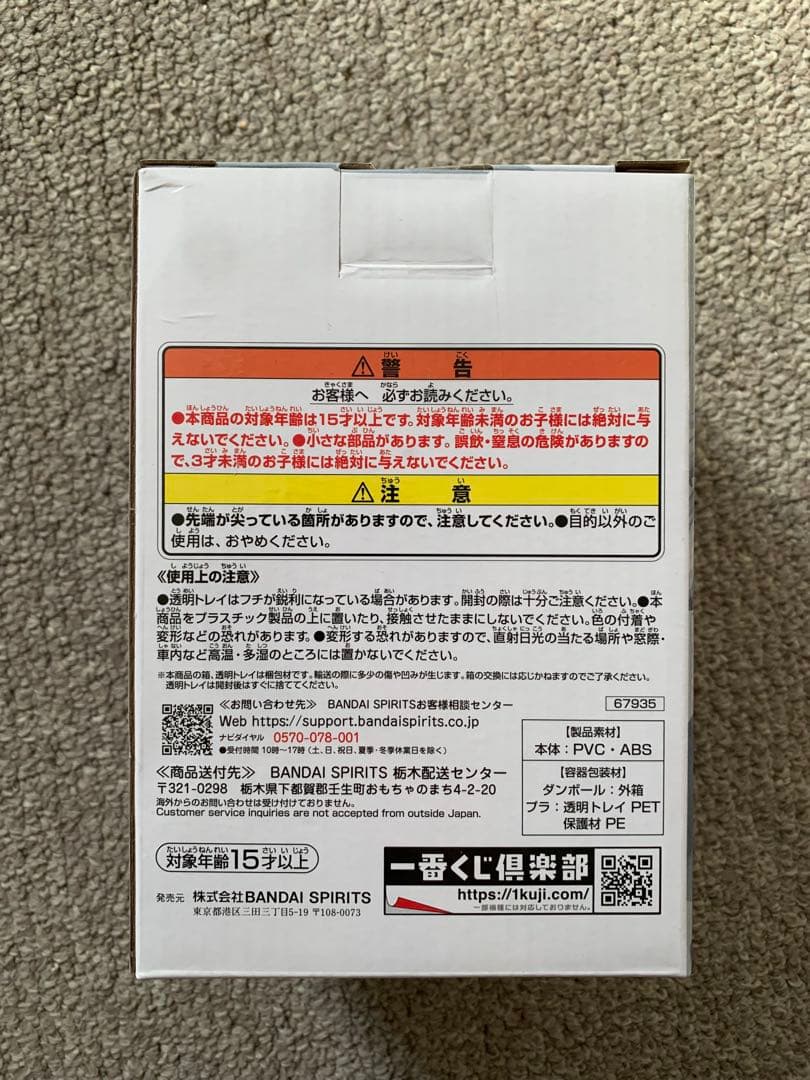 ⚠警告
お客様へ 必ずお読みください。
●本商品の対象年齢は15才以上です。対象年齢未満のお子様には絶対に与
えないでください。●小さな部品があります。誤飲・窒息の危険がありますの
で、3才未満のお子様には絶対に与えないでください。
⚠注意
●先端が尖っている箇所がありますので、注意してください。●目的以外のご
使用は、おやめください。
《使用上の注意》
●透明トレイはフチが鋭利になっている場合があります。開封の際は十分ご注意ください。●本
商品をプラスチック製品の上に置いたり、接触させたままにしないでください。色の付着や
変形などの恐れがあります。●変形する恐れがありますので、直射日光の当たる場所や窓際・
車内など高温・多湿のところには置かないでください。
※本商品の箱、透明トレイは梱包材です。輸送の際に多少の傷や凹みが生じます。箱の交換には応じかねますのでご了承ください。
透明トレイは開封後はすぐに捨ててください。
≪お問い合わせ先≫ BANDAI SPIRITSお客様相談センター
Web https://support.bandaispirits.co.jp
ナビダイヤル 0570-078-001
●受付時間 10時～17時 (土、日、祝日、夏季・冬季休業日を除く)
67935
【製品素材】
本体:PVC・ABS
【容器包装材】
ダンボール:外箱
プラ:透明トレイ PET
保護材 PE
≪商品送付先≫ BANDAI SPIRITS 栃木配送センター
〒321-0298 栃木県下都賀郡壬生町おもちゃのまち4-2-20
海外からのお問い合わせは受け付けておりません。
Customer service inquiries are not accepted from outside Japan.
対象年齢15才以上
発売元 株式会社BANDAI SPIRITS
東京都港区三田三丁目5-19 〒108-0073
一番くじ倶楽部
https://1kuji.com/
一部機種には対応しておりません。